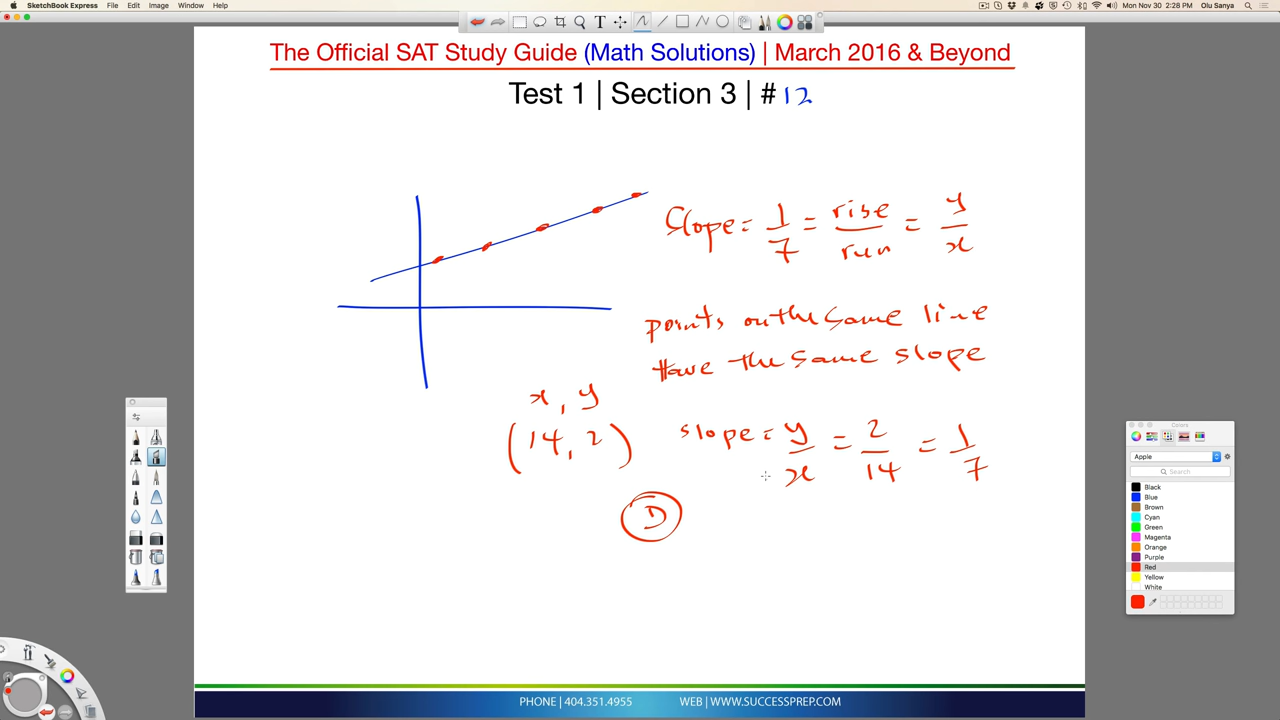 SketchBook Express File Edit Image Window Help
Mon Nov 30 2:28 PM Olu Sanya
The Official SAT Study Guide (Math Solutions) | March 2016 & Beyond
Test 1 | Section 3 | # 12
Slope = 1/7 = rise/run = y/x
points on the same line
Have the same slope
x, y
(14, 2)
slope = y/x = 2/14 = 1/7
D
Colors
Apple
Search
Black
Blue
Brown
Cyan
Green
Magenta
Orange
Purple
Red
Yellow
White
PHONE | 404.351.4955 WEB | WWW.SUCCESSPREP.COM